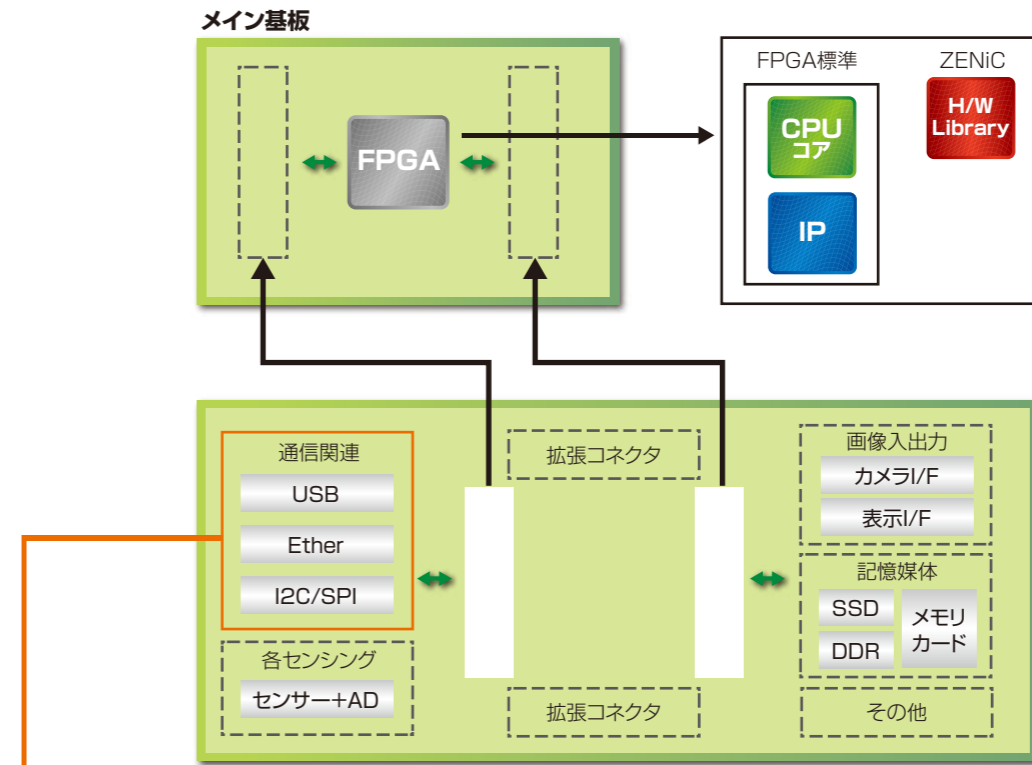 メイン基板
FPGA
FPGA標準
ZENiC
CPU
コア
H/W
Library
IP
通信関連
USB
Ether
I2C/SPI
各センシング
センサー+AD
拡張コネクタ
拡張コネクタ
画像入出力
カメラI/F
表示I/F
記憶媒体
SSD
DDR
メモリ
カード
その他